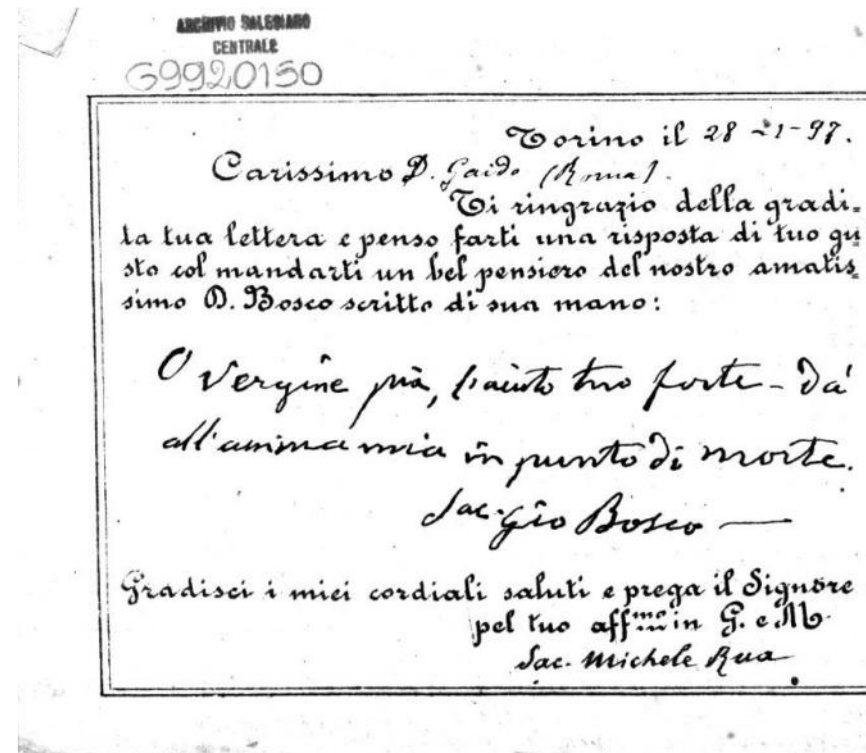 ARCHIVIO SALESIANO
CENTRALE
G9920150
Torino il 28-1-97.
Carissimo D. Gaido (Roma).
Ti ringrazio della gradi=
ta tua lettera e penso farti una risposta di tuo gu
sto col mandarti un bel pensiero del nostro amatis=
simo D. Bosco scritto di sua mano:
O Vergine pia, l'aiuto tuo forte - Da'
all'anima mia in punto di morte.
Sac. Gio Bosco —
Gradisci i miei cordiali saluti e prega il Signore
pel tuo affmo in G. e M.
Sac. Michele Rua